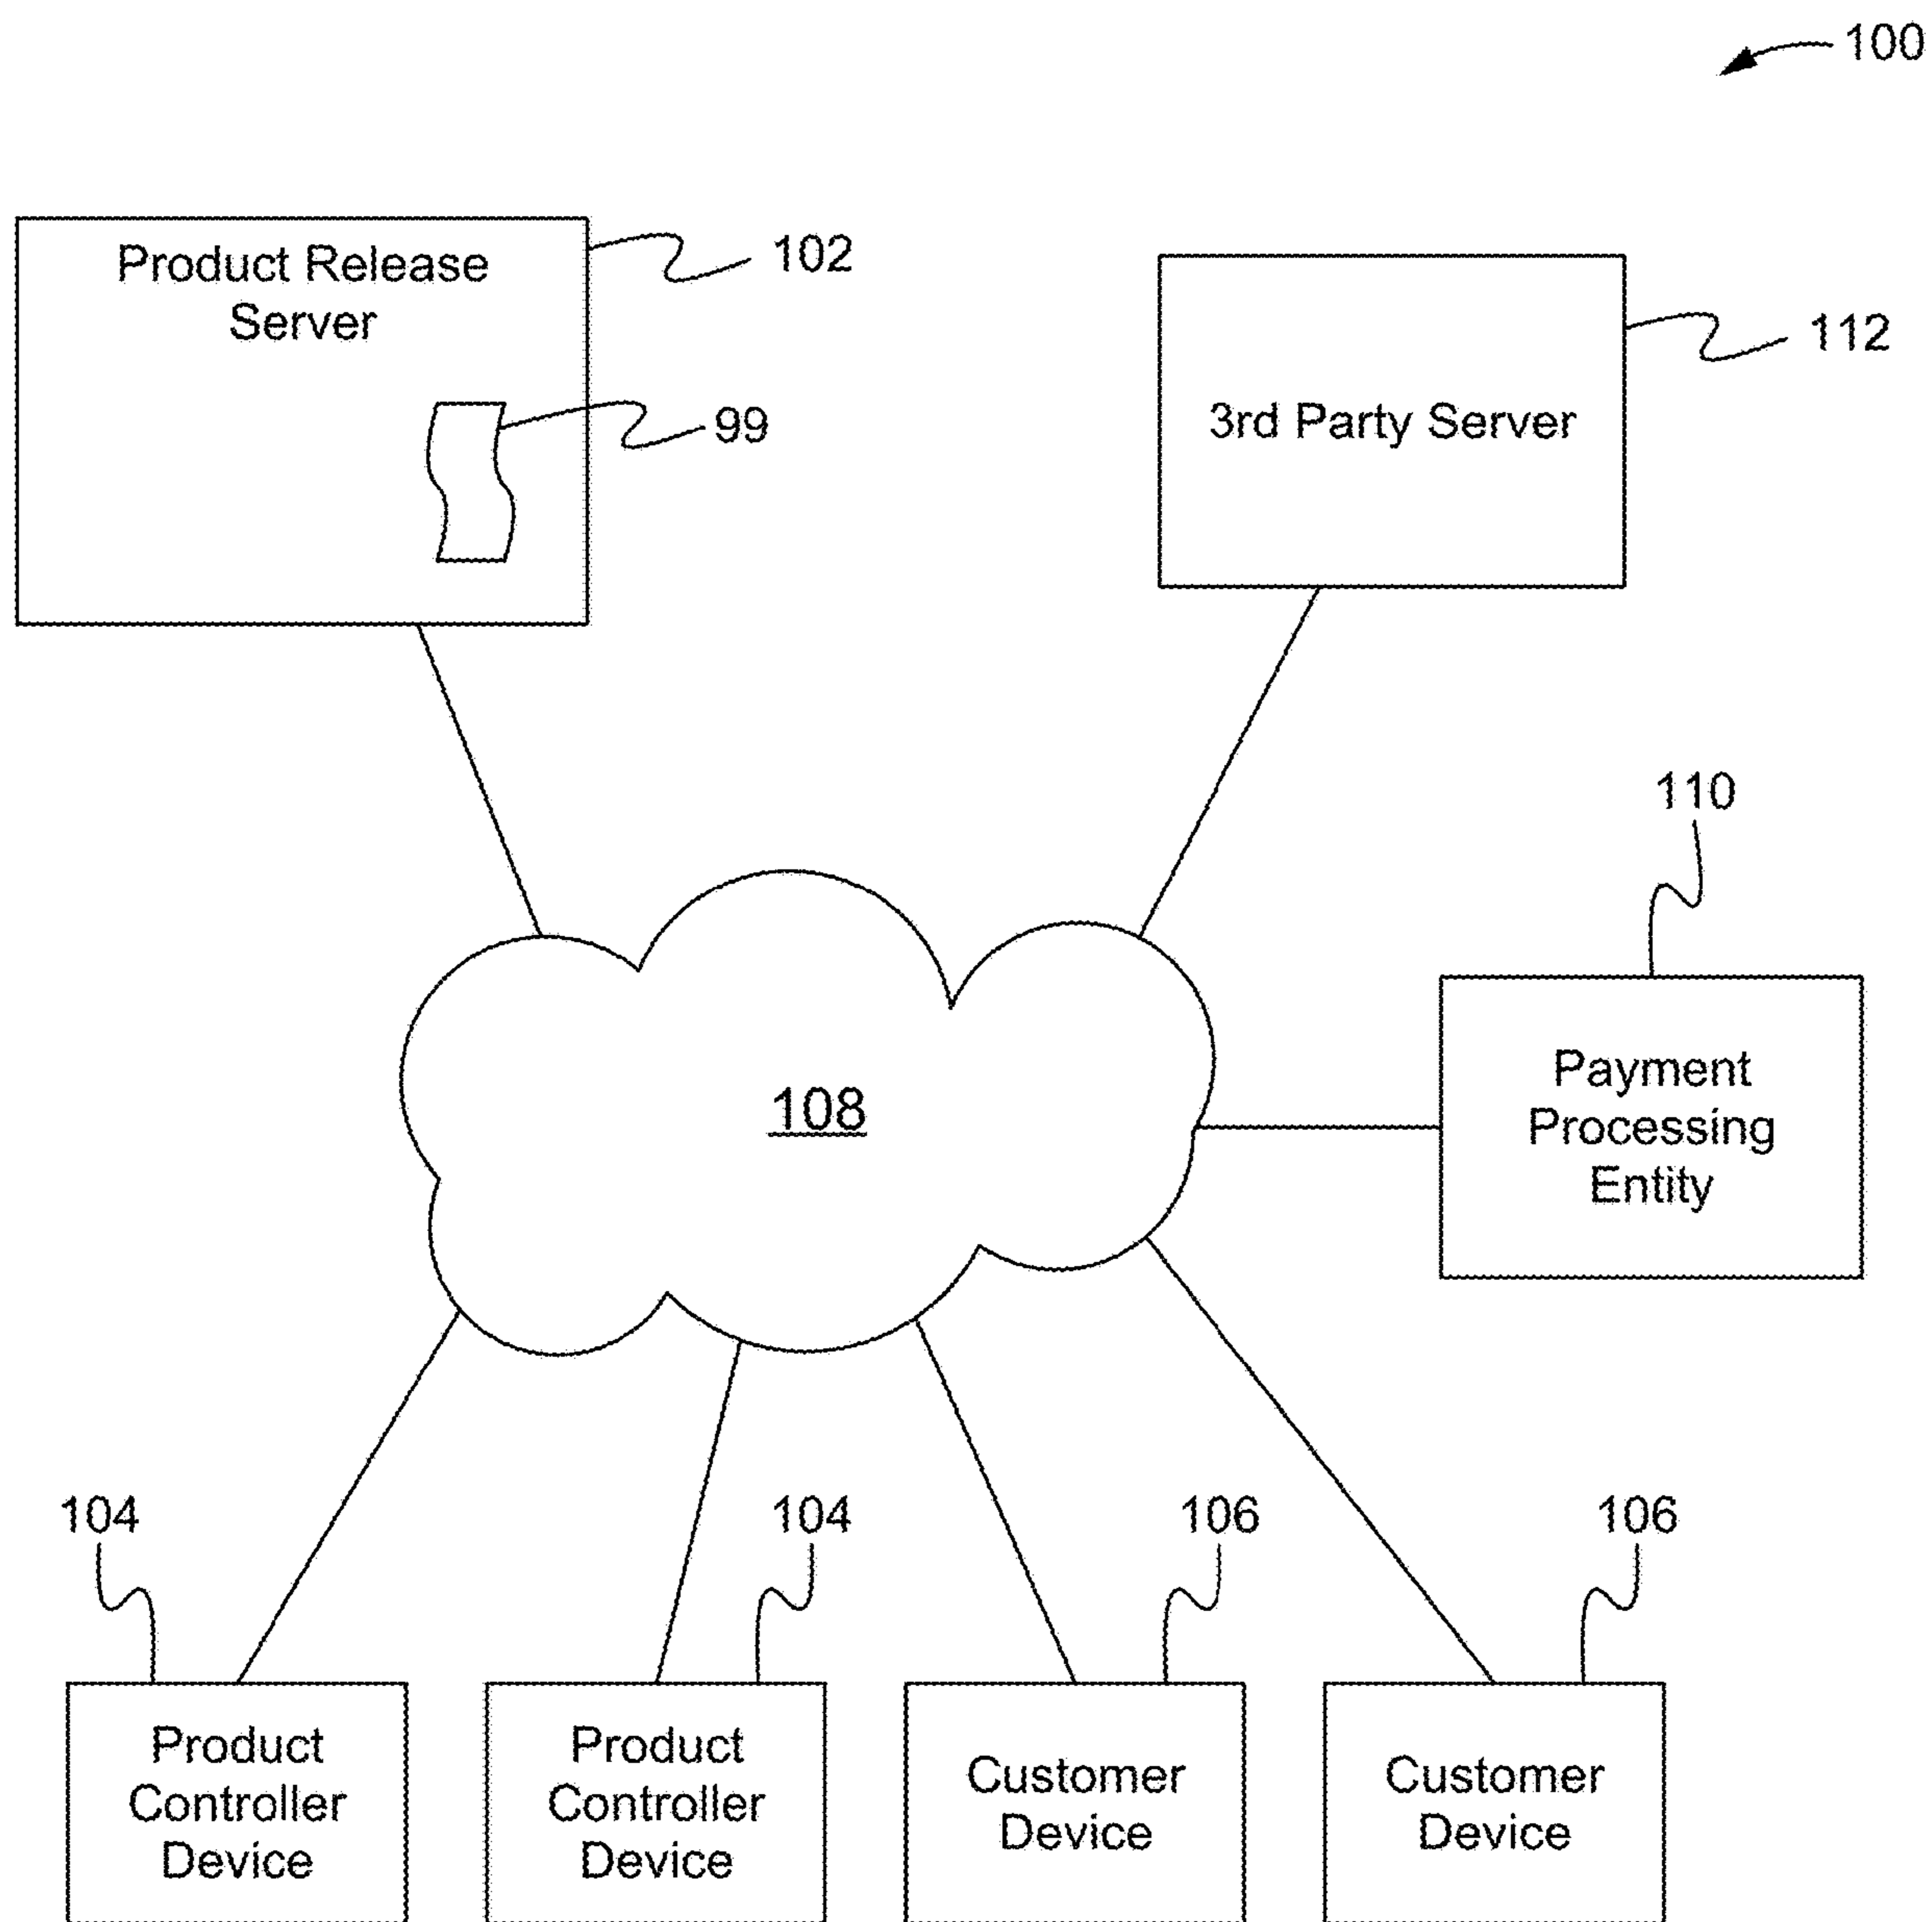 100
Product Release
Server
102
99
3rd Party Server
112
110
108
Payment
Processing
Entity
104
104
106
106
Product
Controller
Device
Product
Controller
Device
Customer
Device
Customer
Device